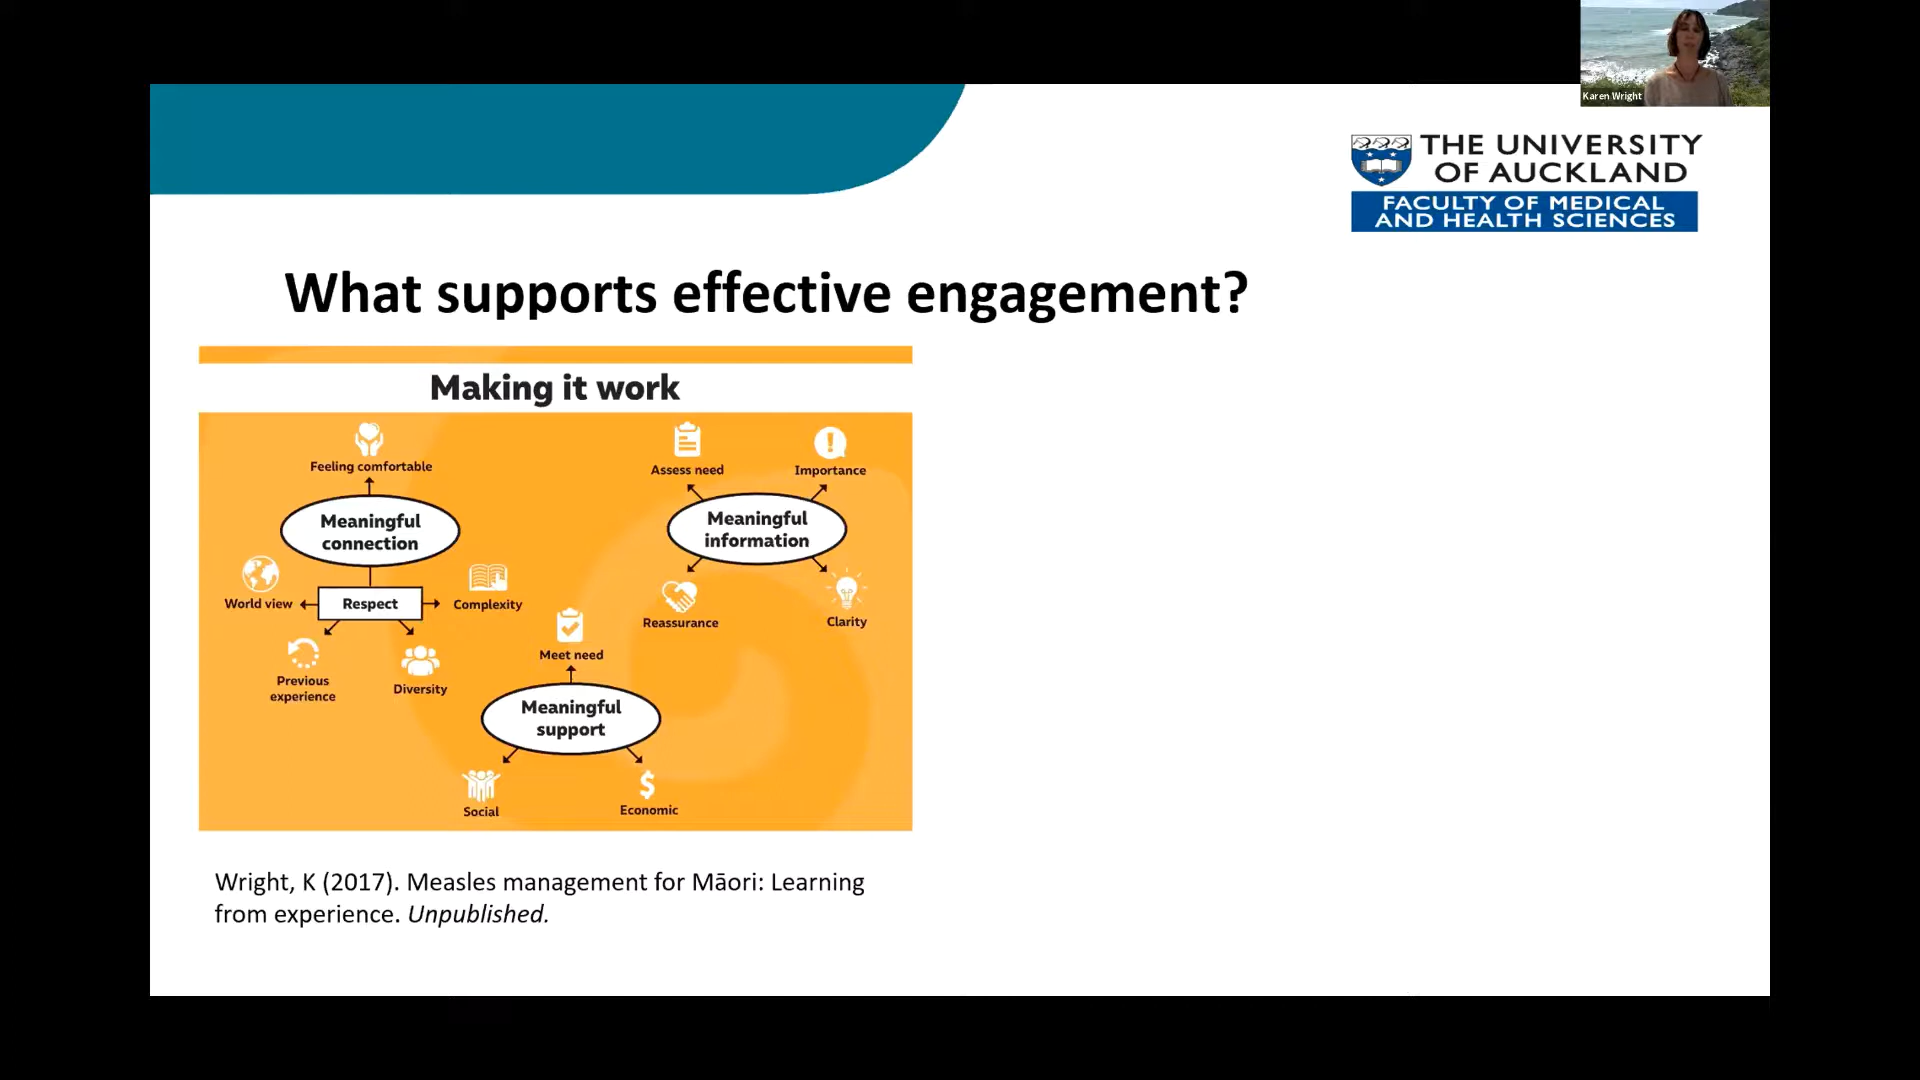 Karen Wright
THE UNIVERSITY
OF AUCKLAND
FACULTY OF MEDICAL
AND HEALTH SCIENCES
What supports effective engagement?
Making it work
Feeling comfortable
Meaningful
connection
World view
Respect
Complexity
Previous
experience
Diversity
Assess need
Importance
Meaningful
information
Reassurance
Clarity
Meet need
Meaningful
support
Social
Economic
Wright, K (2017). Measles management for Māori: Learning
from experience. Unpublished.